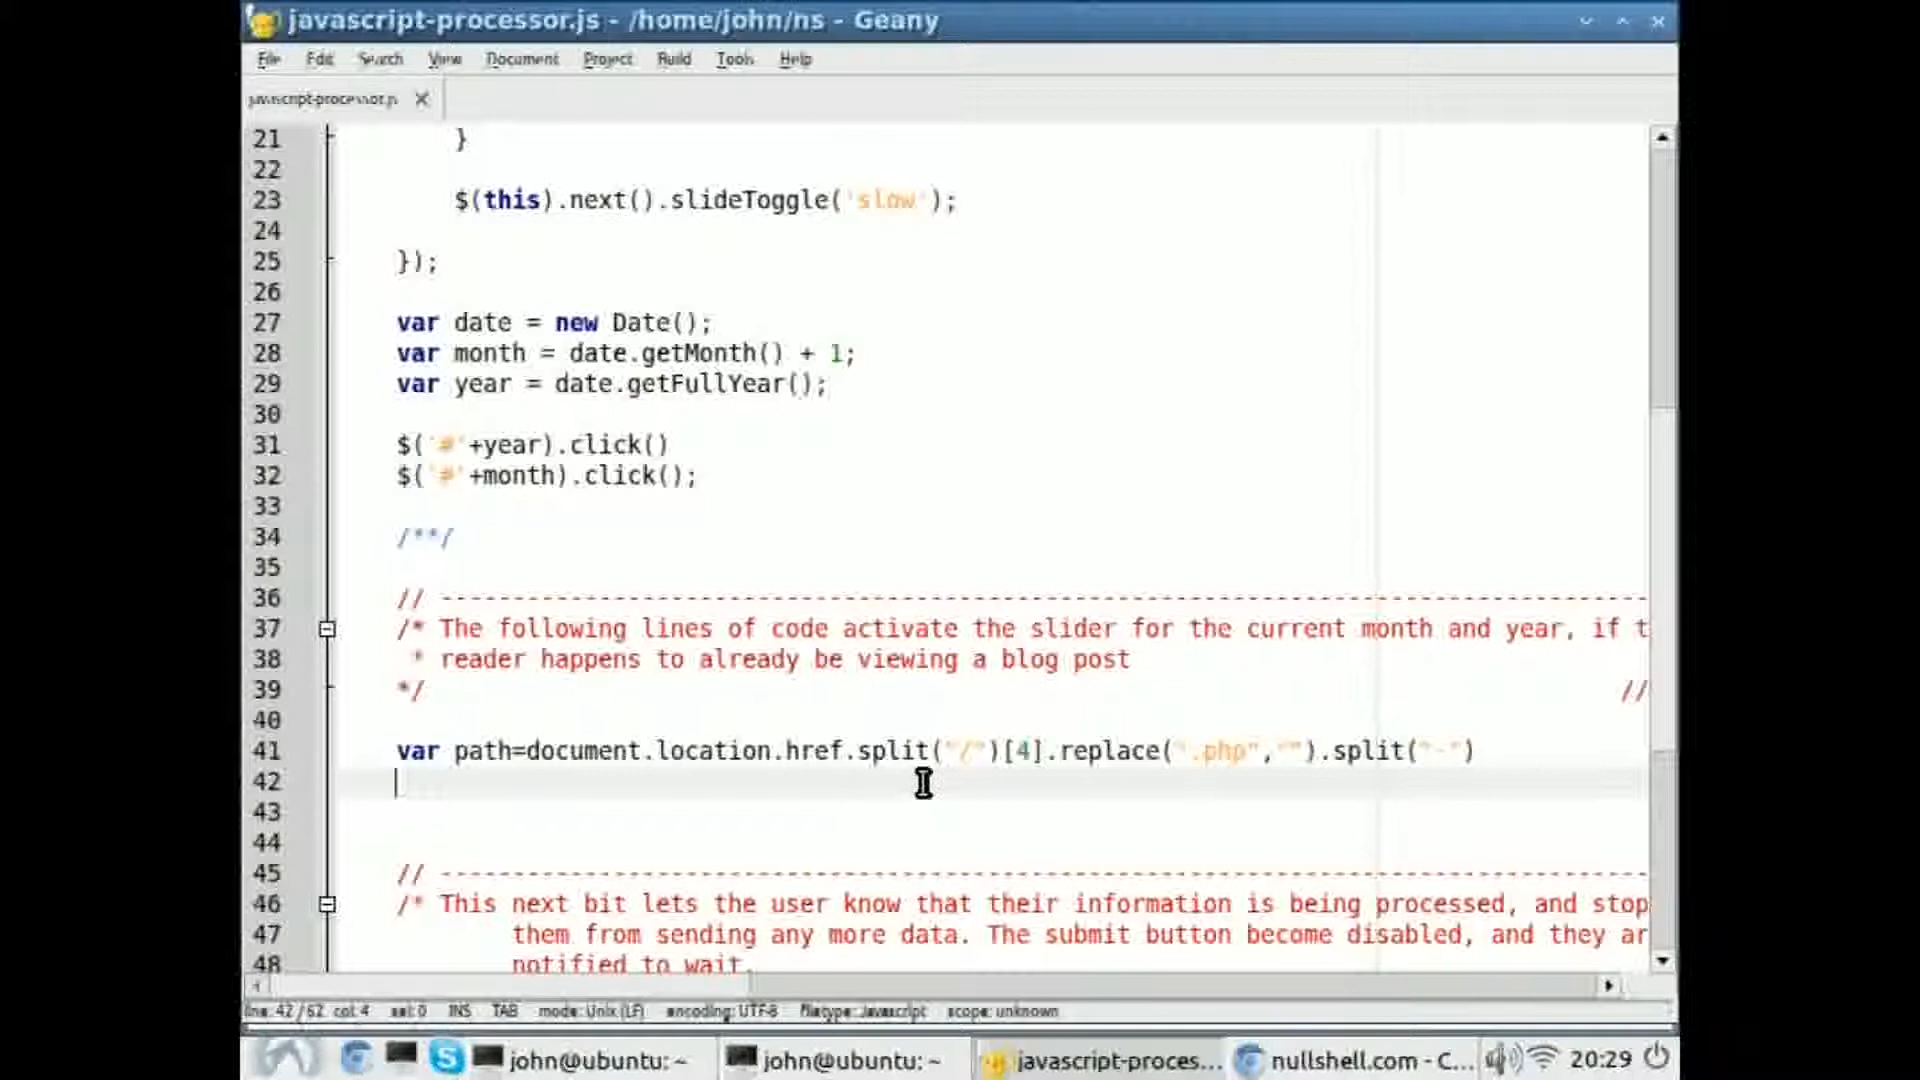 javascript-processor.js - /home/john/ns - Geany
File Edit Search View Document Project Build Tools Help
javascript-processor.js
21 }
22
23 $(this).next().slideToggle('slow');
24
25 });
26
27 var date = new Date();
28 var month = date.getMonth() + 1;
29 var year = date.getFullYear();
30
31 $('#'+year).click()
32 $('#'+month).click();
33
34 /**/
35
36 // ------------------------------------------------------------------------------------
37 /* The following lines of code activate the slider for the current month and year, if t
38 * reader happens to already be viewing a blog post
39 */ //
40
41 var path=document.location.href.split("/")[4].replace(".php","").split("-")
42
43
44
45 // ------------------------------------------------------------------------------------
46 /* This next bit lets the user know that their information is being processed, and stop
47 them from sending any more data. The submit button become disabled, and they ar
48 notified to wait.
line: 42 / 62 col: 4 sel: 0 INS TAB mode: Unix (LF) encoding: UTF-8 filetype: Javascript scope: unknown
john@ubuntu: ~ john@ubuntu: ~ javascript-proces... nullshell.com - C... 20:29